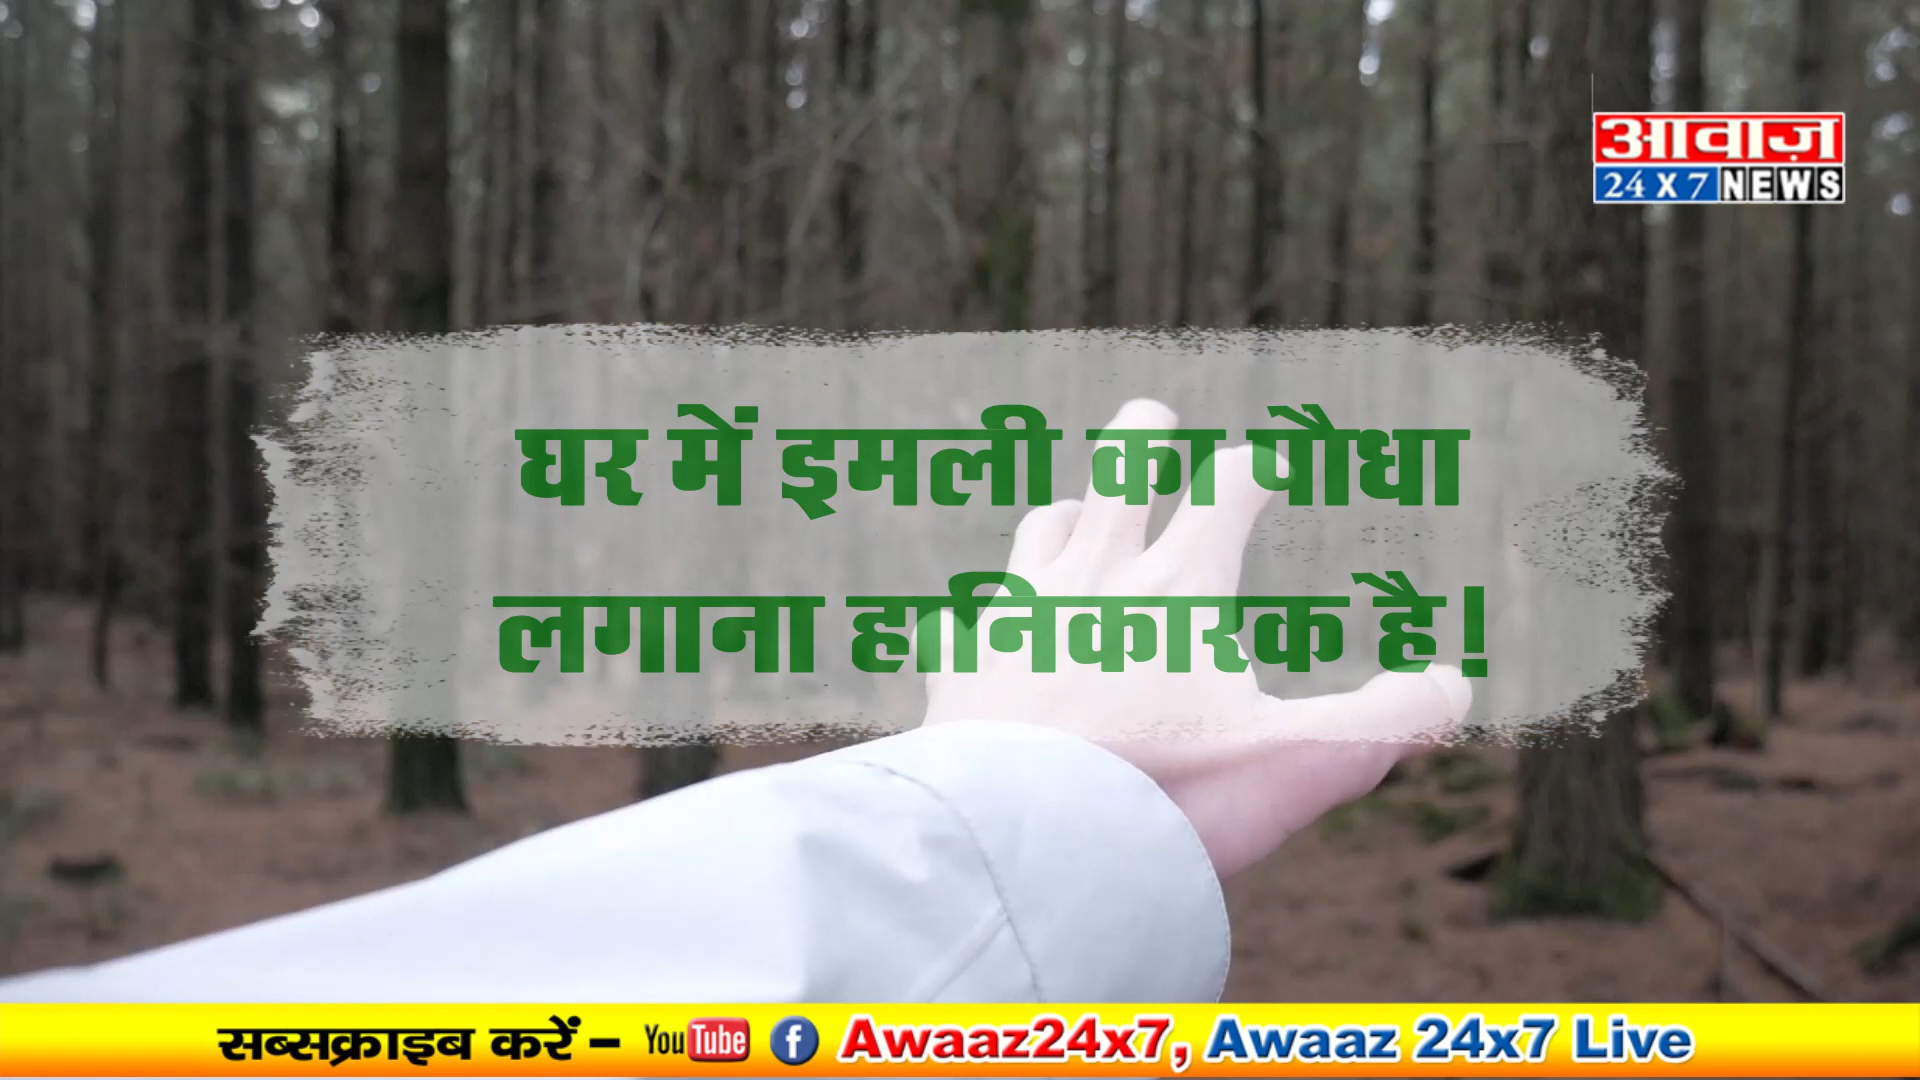 आवाज़
24 X 7 NEWS
घर में इमली का पौधा
लगाना हानिकारक है!
सब्सक्राइब करें – YouTube f Awaaz24x7, Awaaz 24x7 Live